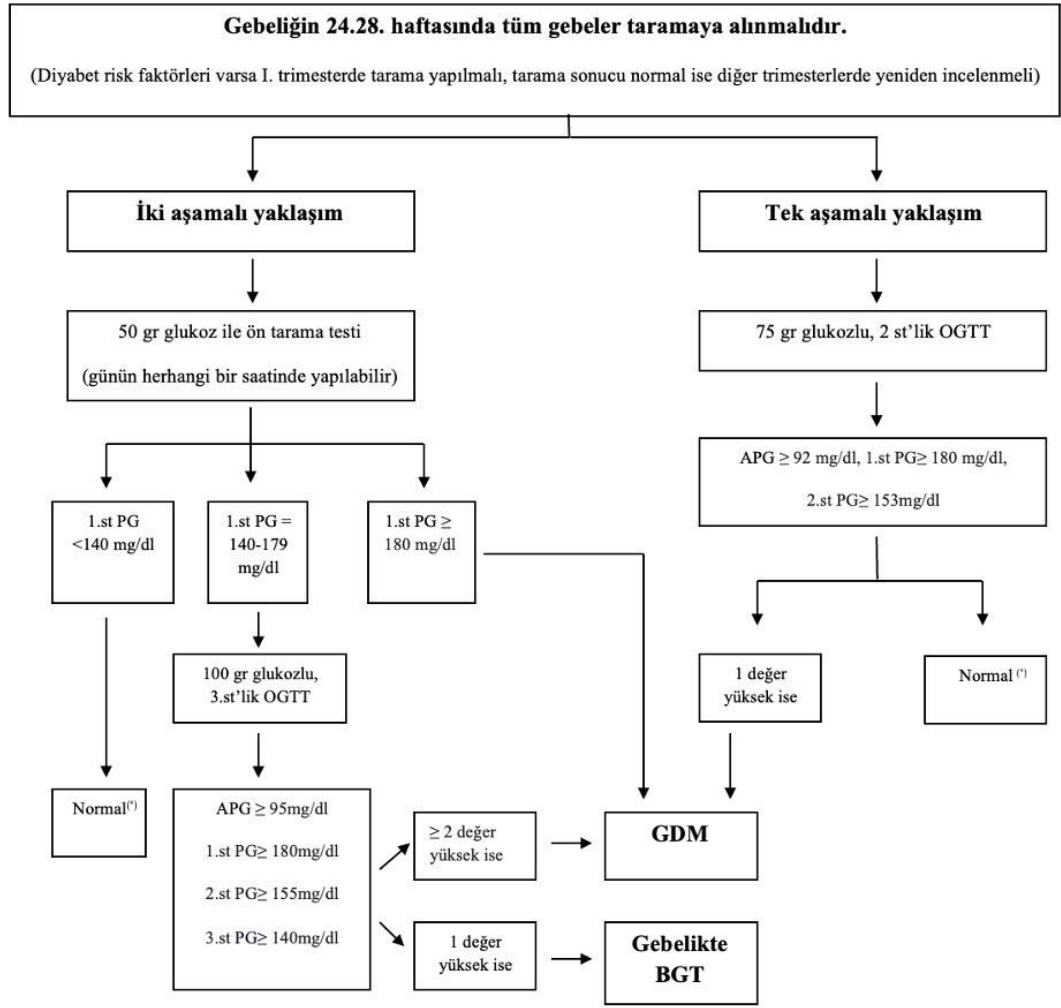 Gebeliğin 24.28. haftasında tüm gebeler taramaya alınmalıdır.
(Diyabet risk faktörleri varsa I. trimesterde tarama yapılmalı, tarama sonucu normal ise diğer trimesterlerde yeniden incelenmeli)
İki aşamalı yaklaşım
Tek aşamalı yaklaşım
50 gr glukoz ile ön tarama testi
(günün herhangi bir saatinde yapılabilir)
75 gr glukozlu, 2 st’lik OGTT
APG ≥ 92 mg/dl, 1.st PG≥ 180 mg/dl,
2.st PG≥ 153mg/dl
1.st PG
<140 mg/dl
1.st PG =
140-179
mg/dl
1.st PG ≥
180 mg/dl
100 gr glukozlu,
3.st’lik OGTT
1 değer
yüksek ise
Normal (*)
Normal(*)
APG ≥ 95mg/dl
1.st PG≥ 180mg/dl
2.st PG≥ 155mg/dl
3.st PG≥ 140mg/dl
≥ 2 değer
yüksek ise
GDM
1 değer
yüksek ise
Gebelikte
BGT